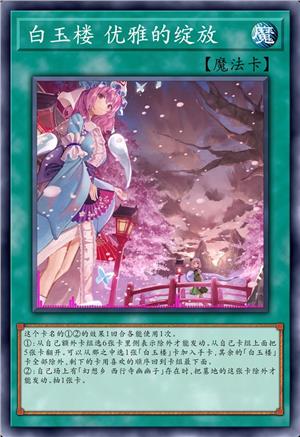 白玉楼 优雅的绽放
魔
【魔法卡】
这个卡名的①②的效果1回合各能使用1次。
①:从自己额外卡组选6张卡里侧表示除外才能发动。从自己卡组上面把
5张卡翻开。可以从那之中选1张「白玉楼」卡加入手卡,其余的「白玉楼」
卡全部除外,剩下的卡用喜欢的顺序回到卡组最下面。
②:自己场上有「幻想乡 西行寺幽幽子」存在时,把墓地的这张卡除外才
能发动。抽1张卡。